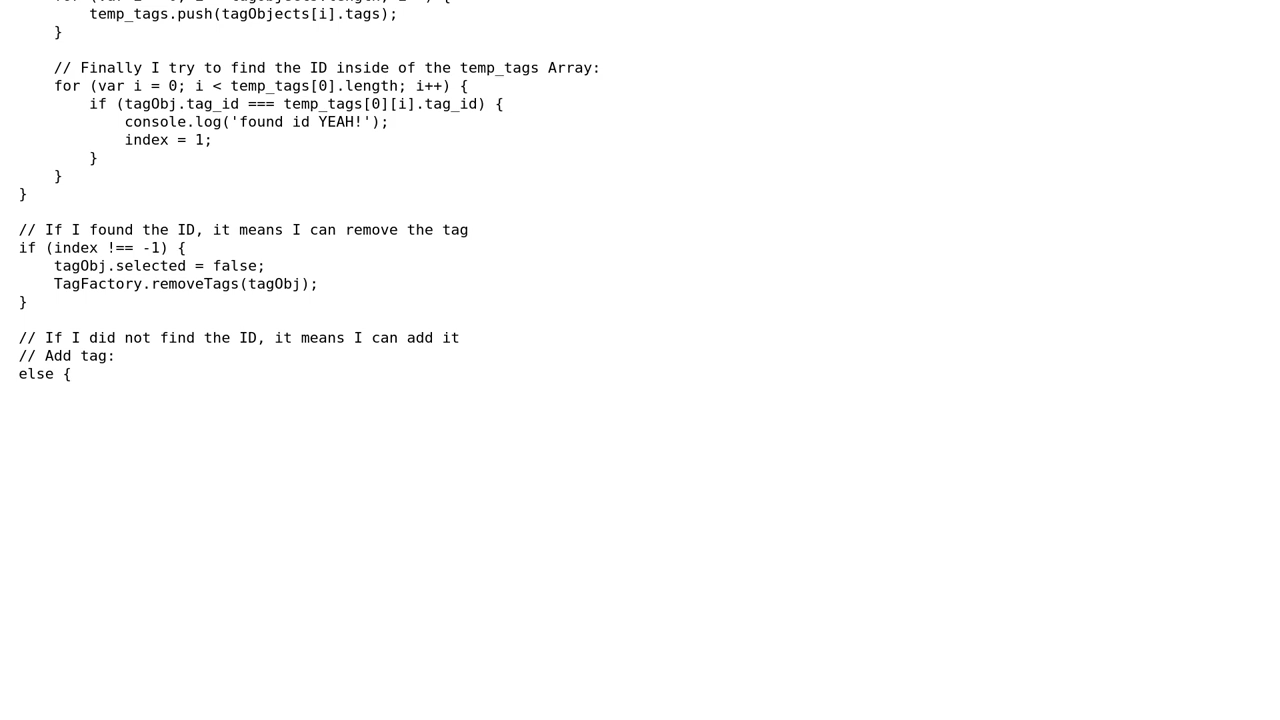 temp_tags.push(tagObjects[i].tags);
}
// Finally I try to find the ID inside of the temp_tags Array:
for (var i = 0; i < temp_tags[0].length; i++) {
if (tagObj.tag_id === temp_tags[0][i].tag_id) {
console.log('found id YEAH!');
index = 1;
}
}
}
// If I found the ID, it means I can remove the tag
if (index !== -1) {
tagObj.selected = false;
TagFactory.removeTags(tagObj);
}
// If I did not find the ID, it means I can add it
// Add tag:
else {